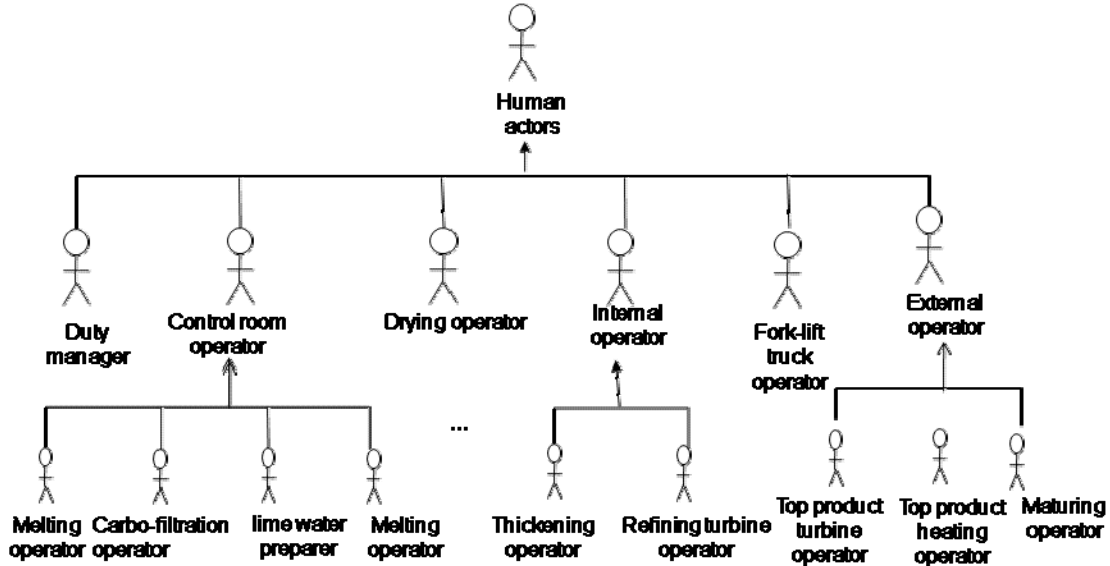 Human
actors
Duty
manager
Control room
operator
Drying operator
Internal
operator
Fork-lift
truck
operator
External
operator
...
Melting
operator
Carbo-filtration
operator
lime water
preparer
Melting
operator
Thickening
operator
Refining turbine
operator
Top product
turbine
operator
Top product
heating
operator
Maturing
operator